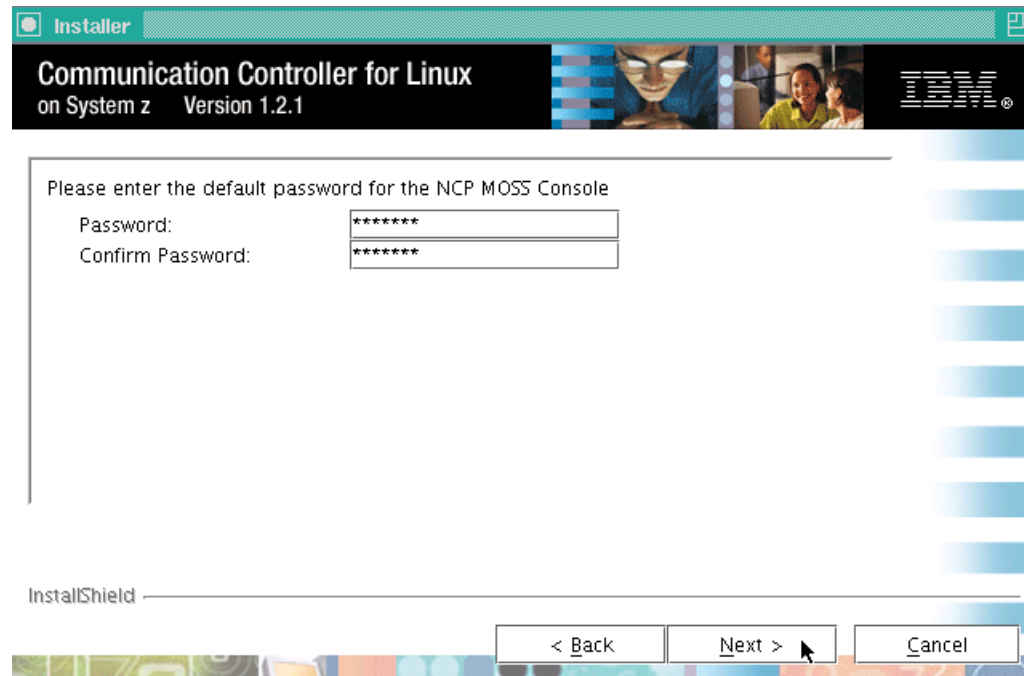 Installer
Communication Controller for Linux
on System z Version 1.2.1
IBM®
Please enter the default password for the NCP MOSS Console
Password: *******
Confirm Password: *******
InstallShield
< Back Next > Cancel